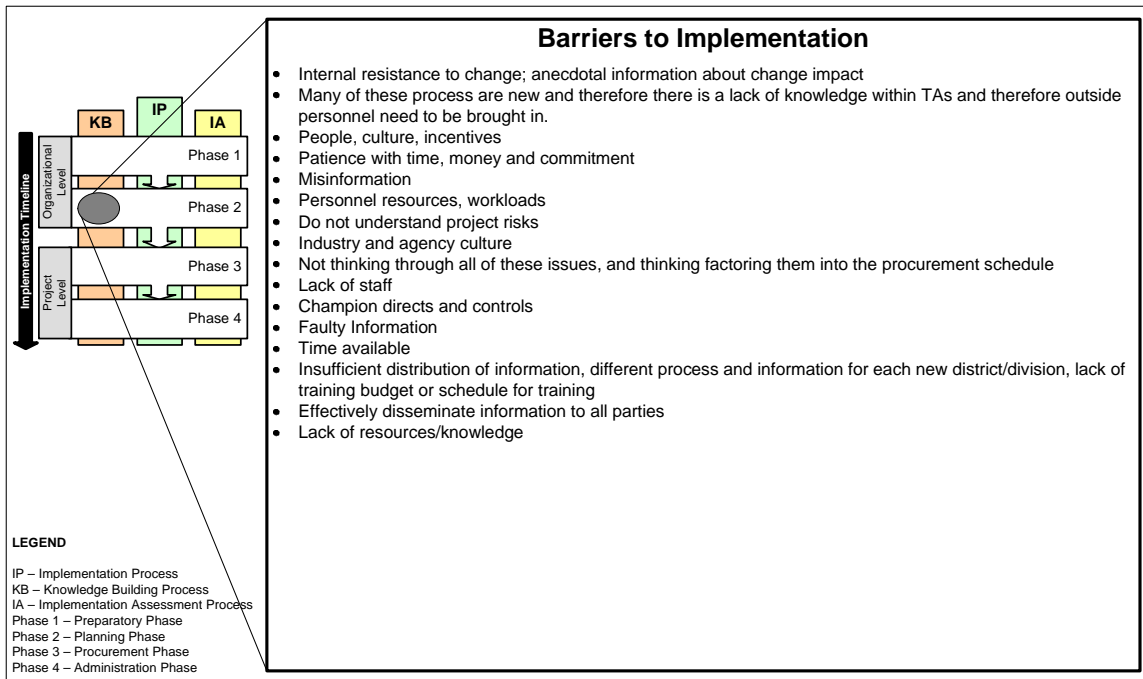 Barriers to Implementation
Internal resistance to change; anecdotal information about change impact
Many of these process are new and therefore there is a lack of knowledge within TAs and therefore outside
personnel need to be brought in.
People, culture, incentives
Patience with time, money and commitment
Misinformation
Personnel resources, workloads
Do not understand project risks
Industry and agency culture
Not thinking through all of these issues, and thinking factoring them into the procurement schedule
Lack of staff
Champion directs and controls
Faulty Information
Time available
Insufficient distribution of information, different process and information for each new district/division, lack of
training budget or schedule for training
Effectively disseminate information to all parties
Lack of resources/knowledge
KB
IP
IA
Implementation Timeline
Organizational
Level
Phase 1
Phase 2
Project
Level
Phase 3
Phase 4
LEGEND
IP – Implementation Process
KB – Knowledge Building Process
IA – Implementation Assessment Process
Phase 1 – Preparatory Phase
Phase 2 – Planning Phase
Phase 3 – Procurement Phase
Phase 4 – Administration Phase